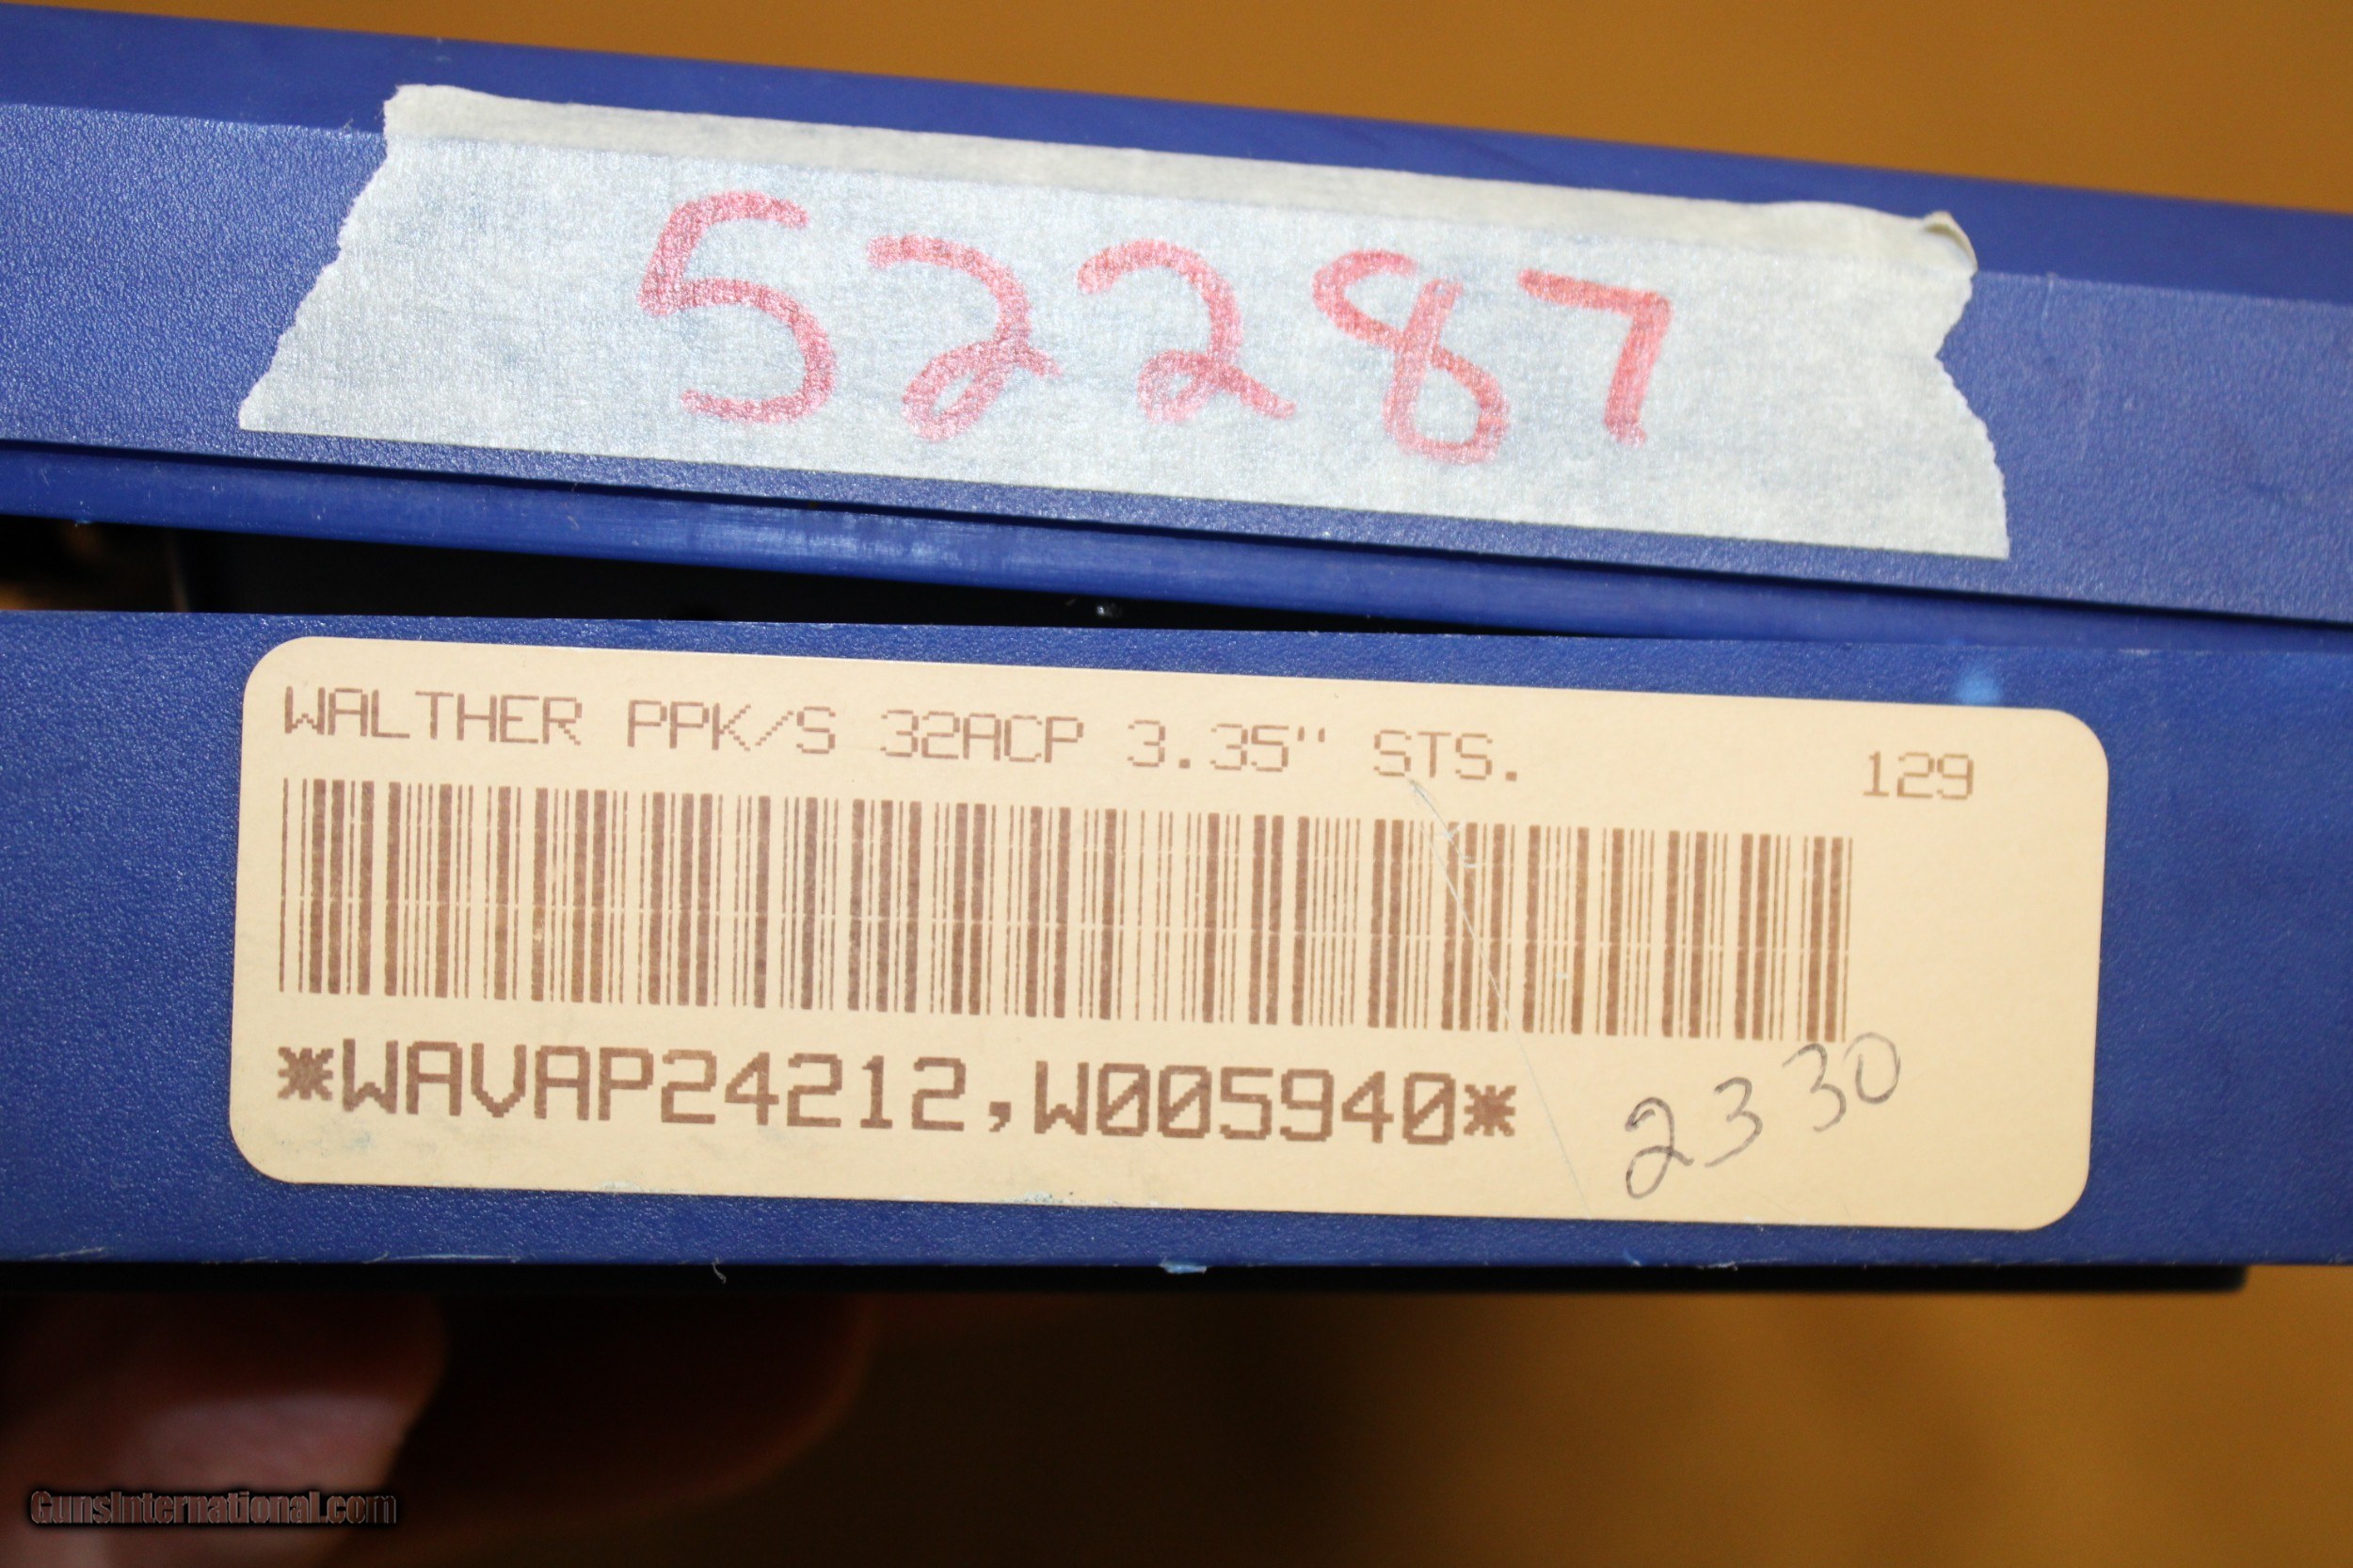 52287
WALTHER PPK/S 32ACP 3.35" STS. 129
*WAVAP24212,W005940*
2330
GunsInternational.com